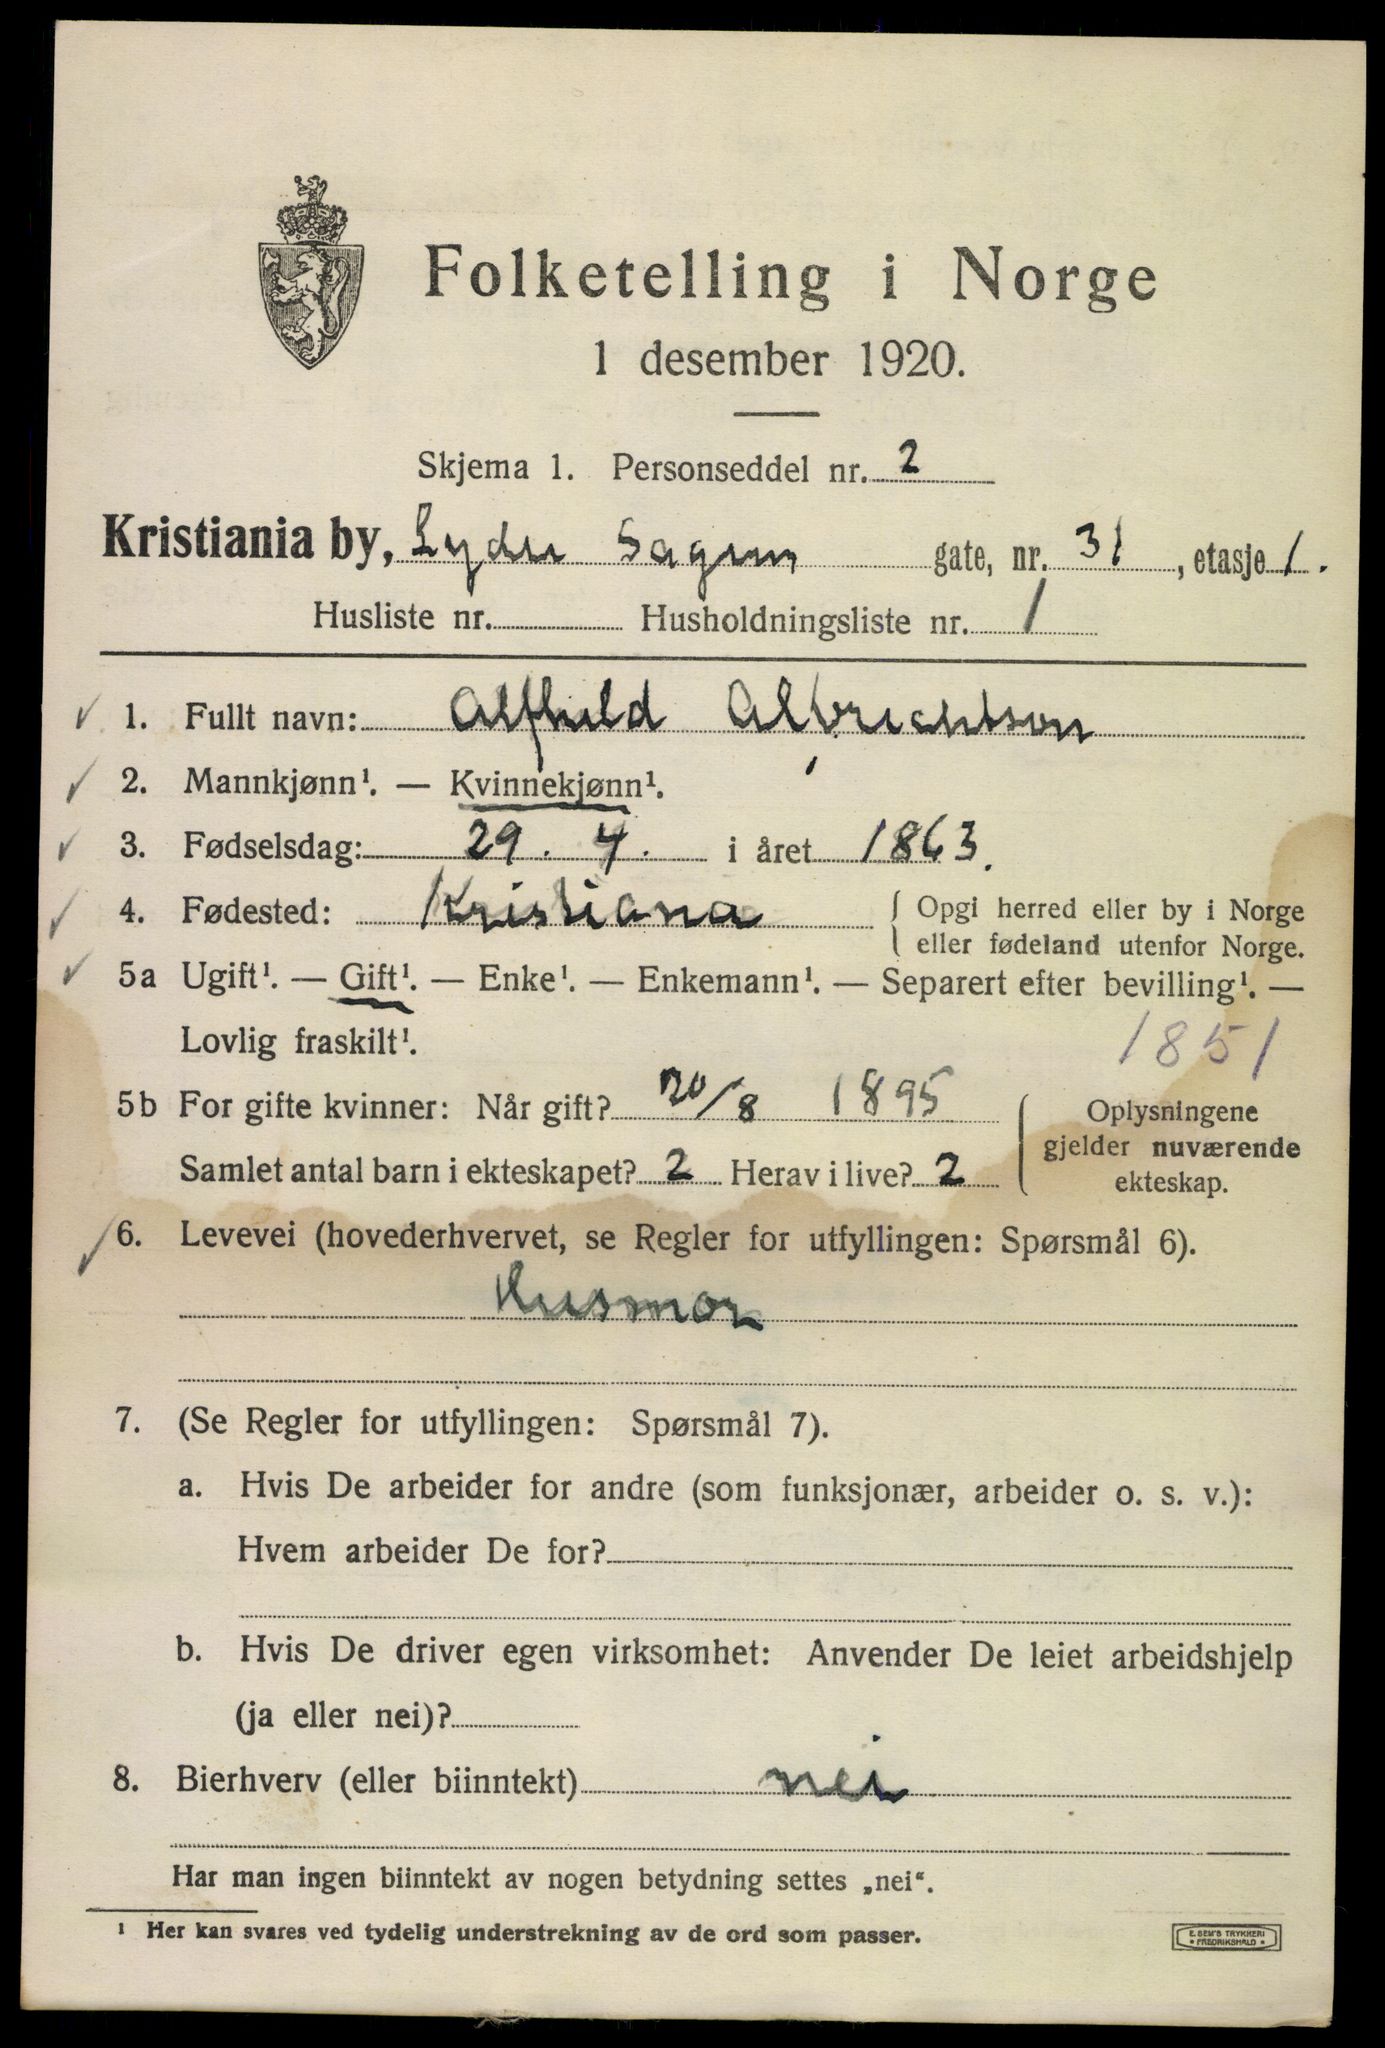 Folketelling i Norge
1 desember 1920.
Skjema 1. Personseddel nr. 2
Kristiania by, Lyder Sagens gate, nr. 31, etasje 1.
Husliste nr. Husholdningsliste nr. 1
1. Fullt navn: Alfhild Albrechtson
2. Mannkjønn¹. — Kvinnekjønn¹.
3. Fødselsdag: 29. 4. i året 1863.
4. Fødested: Kristiana { Opgi herred eller by i Norge
eller fødeland utenfor Norge.
5a Ugift¹. — Gift¹. — Enke¹. — Enkemann¹. — Separert efter bevilling¹. —
Lovlig fraskilt¹.
1851
5b For gifte kvinner: Når gift? 20/8 1895
Samlet antal barn i ekteskapet? 2 Herav i live? 2
Oplysningene
gjelder nuværende
ekteskap.
6. Levevei (hovederhvervet, se Regler for utfyllingen: Spørsmål 6).
Husmor
7. (Se Regler for utfyllingen: Spørsmål 7).
a. Hvis De arbeider for andre (som funksjonær, arbeider o. s. v.):
Hvem arbeider De for?
b. Hvis De driver egen virksomhet: Anvender De leiet arbeidshjelp
(ja eller nei)?
8. Bierhverv (eller biinntekt) nei
Har man ingen biinntekt av nogen betydning settes „nei“.
¹ Her kan svares ved tydelig understrekning av de ord som passer.
E. SEM'S TRYKKERI
* FREDRIKSHALD *